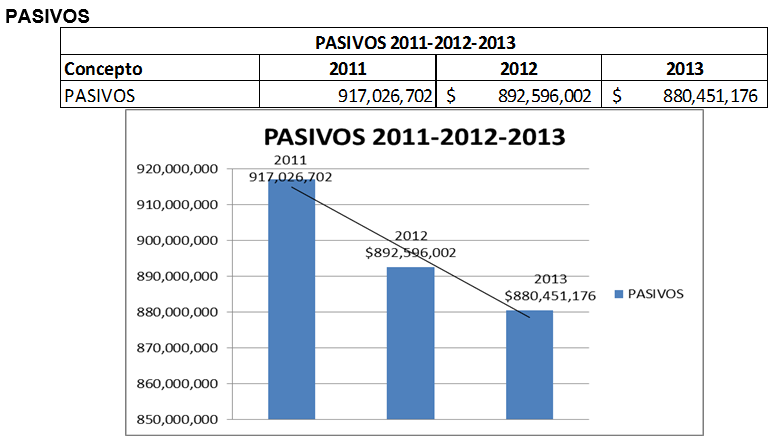 PASIVOS
PASIVOS 2011-2012-2013
Concepto 2011 2012 2013
PASIVOS 917,026,702 $ 892,596,002 $ 880,451,176
PASIVOS 2011-2012-2013
920,000,000
910,000,000
900,000,000
890,000,000
880,000,000
870,000,000
860,000,000
850,000,000
2011
917,026,702
2012
$892,596,002
2013
$880,451,176
PASIVOS